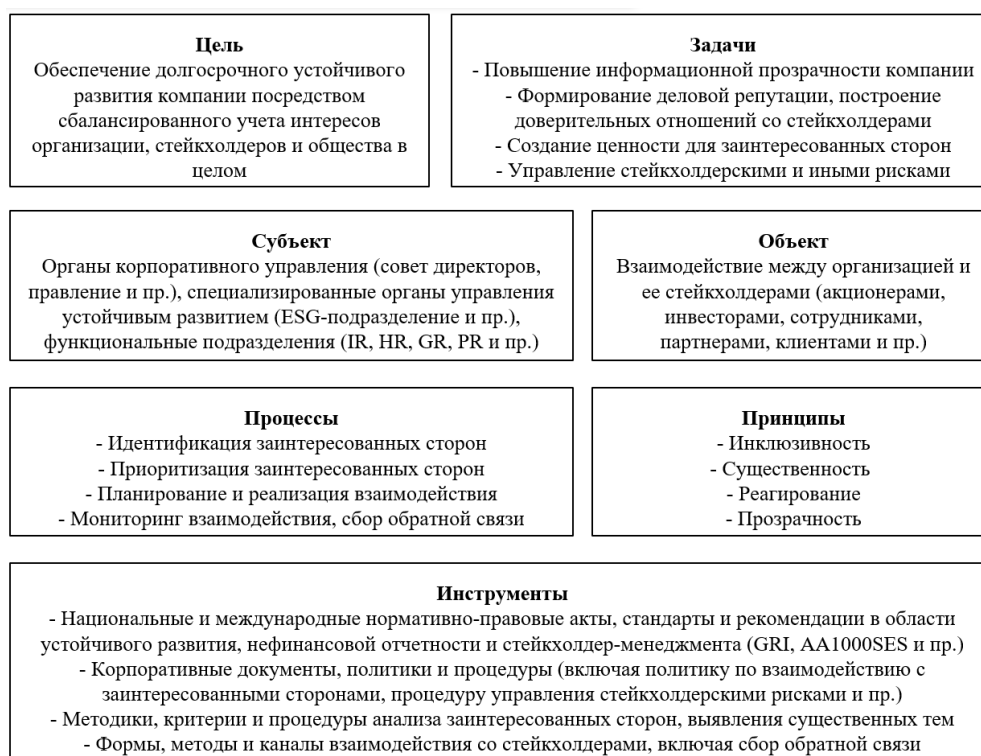 Цель
Обеспечение долгосрочного устойчивого
развития компании посредством
сбалансированного учета интересов
организации, стейкхолдеров и общества в
целом
Задачи
- Повышение информационной прозрачности компании
- Формирование деловой репутации, построение
доверительных отношений со стейкхолдерами
- Создание ценности для заинтересованных сторон
- Управление стейкхолдерскими и иными рисками
Субъект
Органы корпоративного управления (совет директоров,
правление и пр.), специализированные органы управления
устойчивым развитием (ESG-подразделение и пр.),
функциональные подразделения (IR, HR, GR, PR и пр.)
Объект
Взаимодействие между организацией и
ее стейкхолдерами (акционерами,
инвесторами, сотрудниками,
партнерами, клиентами и пр.)
Процессы
- Идентификация заинтересованных сторон
- Приоритизация заинтересованных сторон
- Планирование и реализация взаимодействия
- Мониторинг взаимодействия, сбор обратной связи
Принципы
- Инклюзивность
- Существенность
- Реагирование
- Прозрачность
Инструменты
- Национальные и международные нормативно-правовые акты, стандарты и рекомендации в области
устойчивого развития, нефинансовой отчетности и стейкхолдер-менеджмента (GRI, AA1000SES и пр.)
- Корпоративные документы, политики и процедуры (включая политику по взаимодействию с
заинтересованными сторонами, процедуру управления стейкхолдерскими рисками и пр.)
- Методики, критерии и процедуры анализа заинтересованных сторон, выявления существенных тем
- Формы, методы и каналы взаимодействия со стейкхолдерами, включая сбор обратной связи